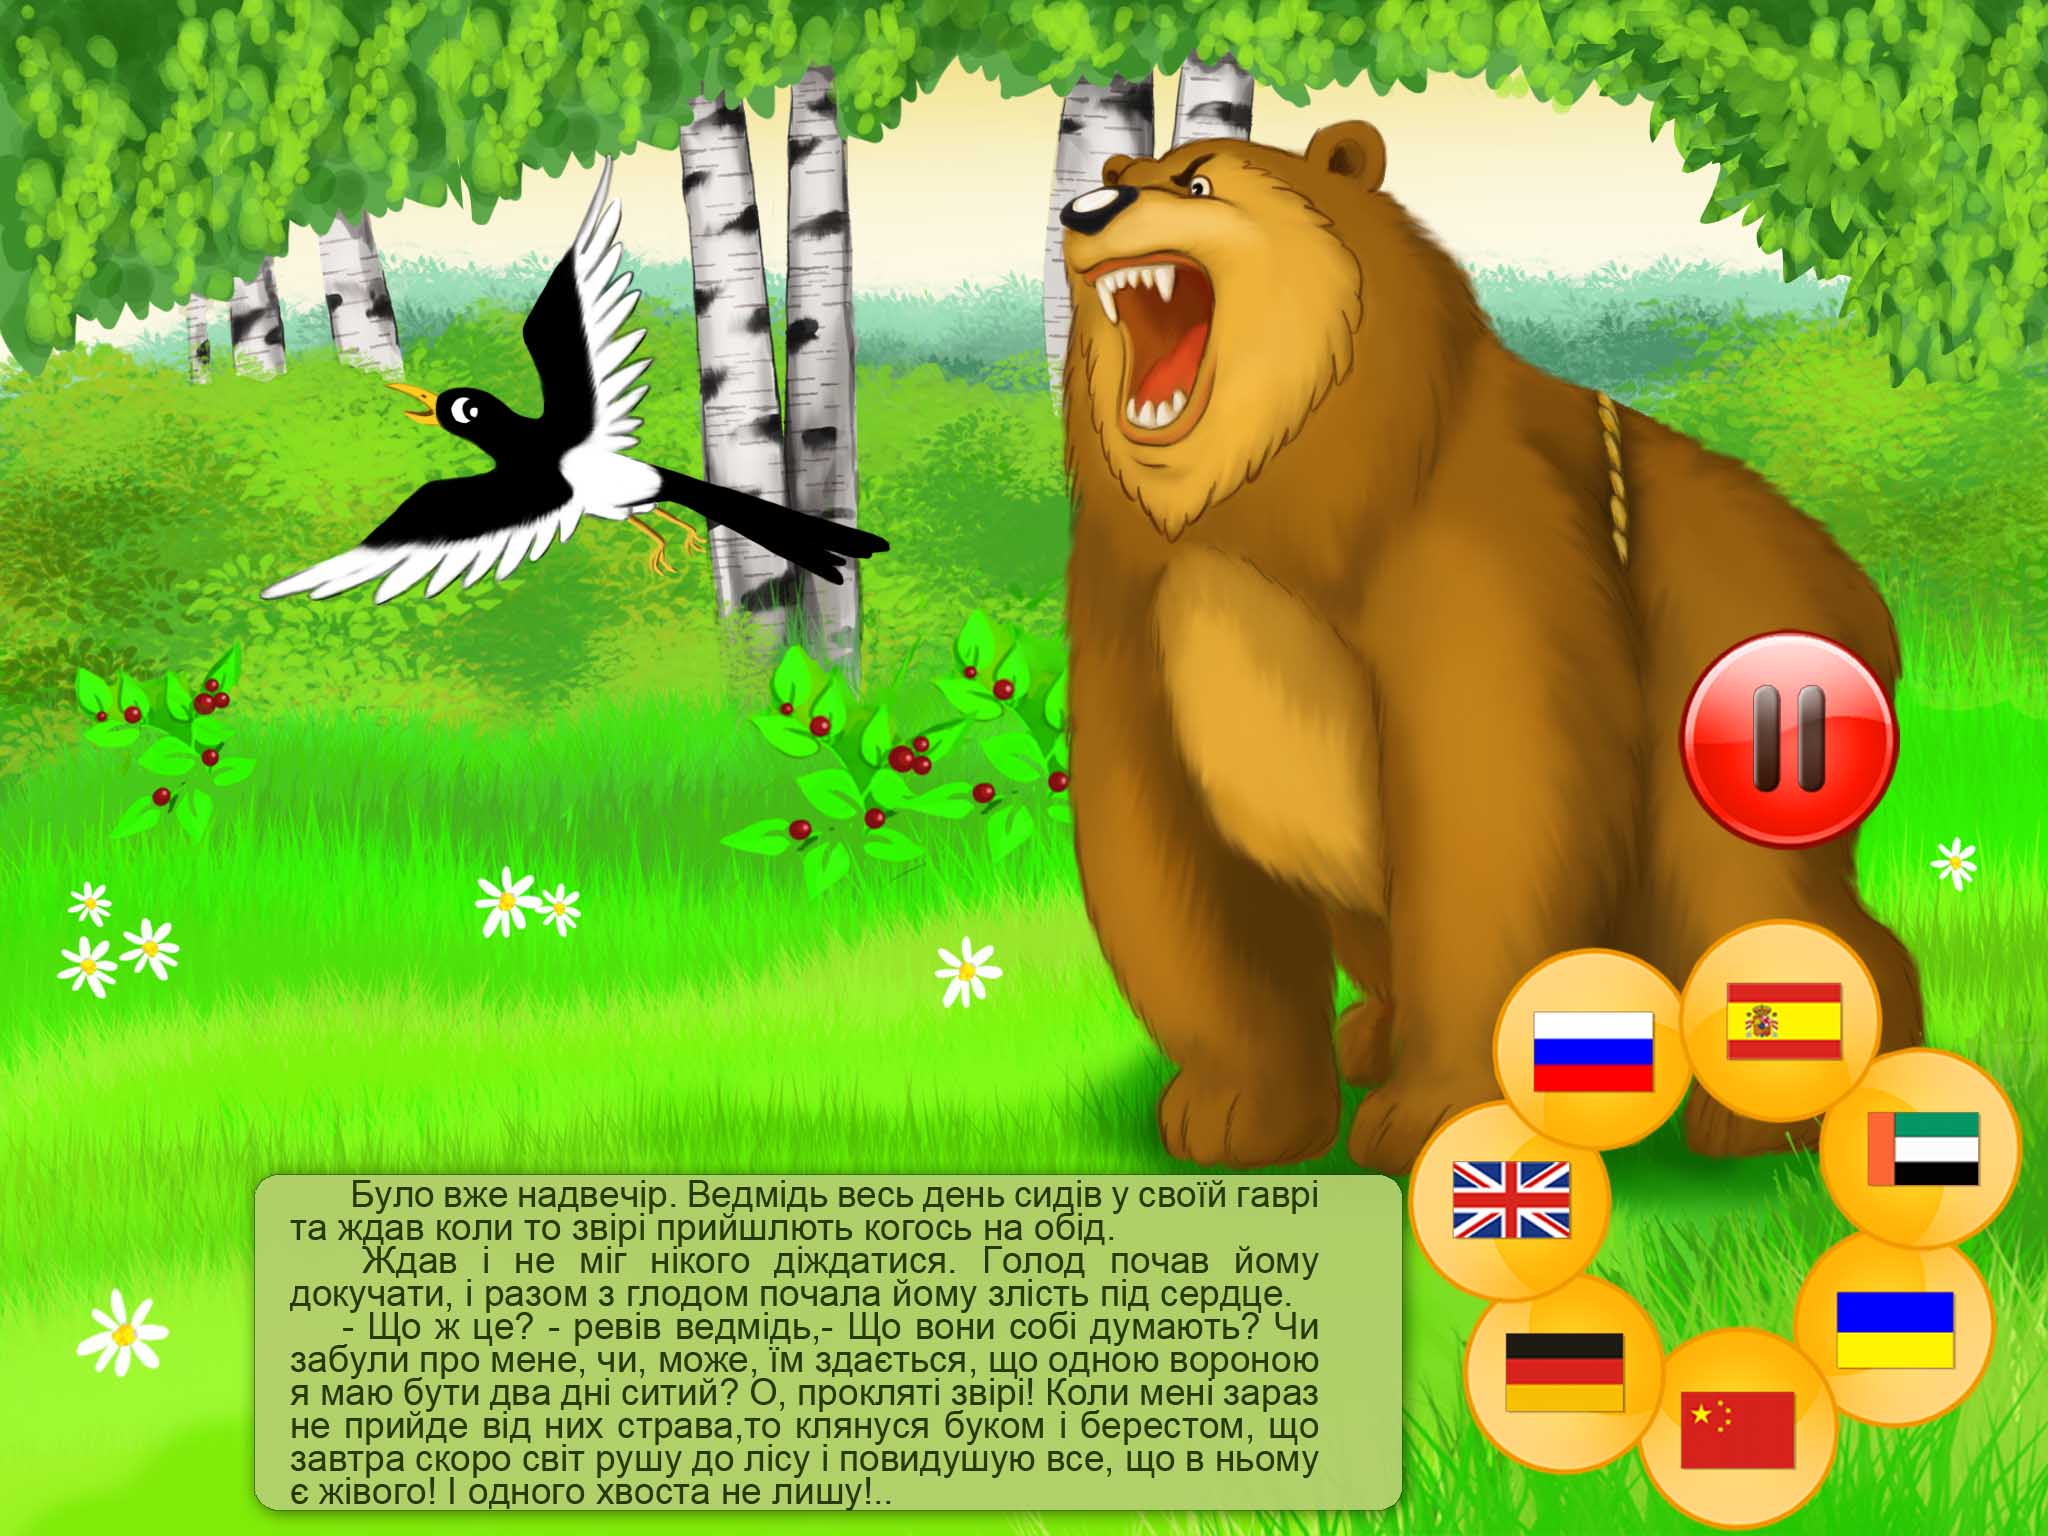 Було вже надвечір. Ведмідь весь день сидів у своїй гаврі
та ждав коли то звірі прийшлють когось на обід.
Ждав і не міг нікого діждатися. Голод почав йому
докучати, і разом з глодом почала йому злість під сердце.
- Що ж це? - ревів ведмідь,- Що вони собі думають? Чи
забули про мене, чи, може, їм здається, що одною вороною
я маю бути два дні ситий? О, прокляті звірі! Коли мені зараз
не прийде від них страва,то клянуся буком і берестом, що
завтра скоро світ рушу до лісу і повидушую все, що в ньому
є жівого! І одного хвоста не лишу!..